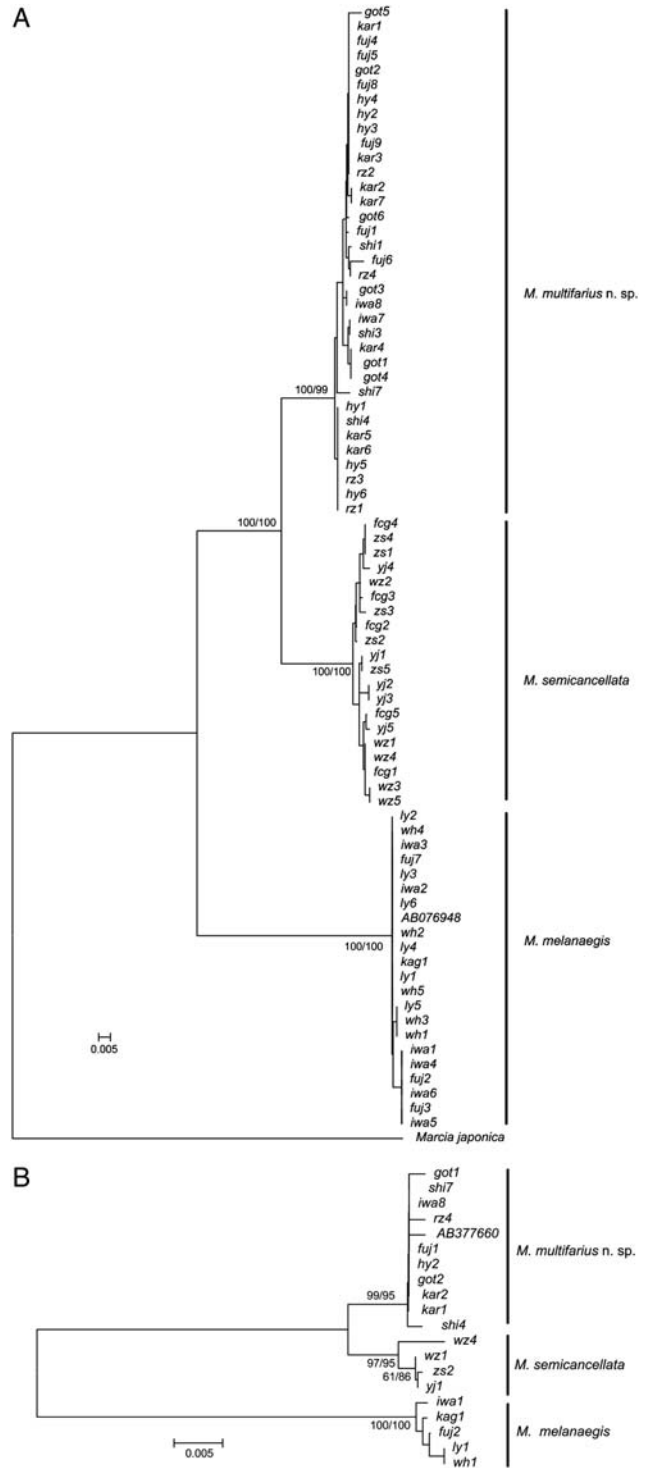 A
got5
kar1
fuj4
fuj5
got2
fuj8
hy4
hy2
hy3
fuj9
kar3
rz2
kar2
kar7
got6
fuj1
shi1
fuj6
rz4
got3
iwa8
iwa7
shi3
kar4
got1
got4
shi7
hy1
shi4
kar5
kar6
hy5
rz3
hy6
rz1
M. multifarius n. sp.
100/99
100/100
fcg4
zs4
zs1
yj4
wz2
fcg3
zs3
fcg2
zs2
yj1
zs5
yj2
yj3
fcg5
yj5
wz1
wz4
fcg1
wz3
wz5
M. semicancellata
100/100
ly2
wh4
iwa3
fuj7
ly3
iwa2
ly6
AB076948
wh2
ly4
kag1
ly1
wh5
ly5
wh3
wh1
iwa1
iwa4
fuj2
iwa6
fuj3
iwa5
M. melanaegis
100/100
0.005
Marcia japonica
B
got1
shi7
iwa8
rz4
AB377660
fuj1
hy2
got2
kar2
kar1
shi4
M. multifarius n. sp.
99/95
wz4
wz1
zs2
yj1
M. semicancellata
97/95
61/86
iwa1
kag1
fuj2
ly1
wh1
M. melanaegis
100/100
0.005